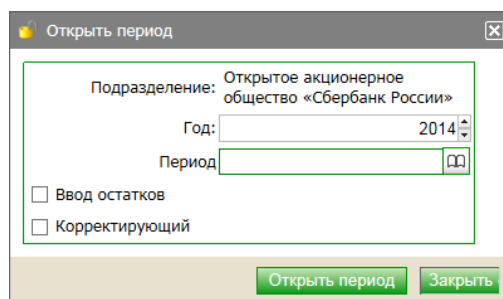 Открыть период
Подразделение: Открытое акционерное
общество «Сбербанк России»
Год: 2014
Период
Ввод остатков
Корректирующий
Открыть период Закрыть